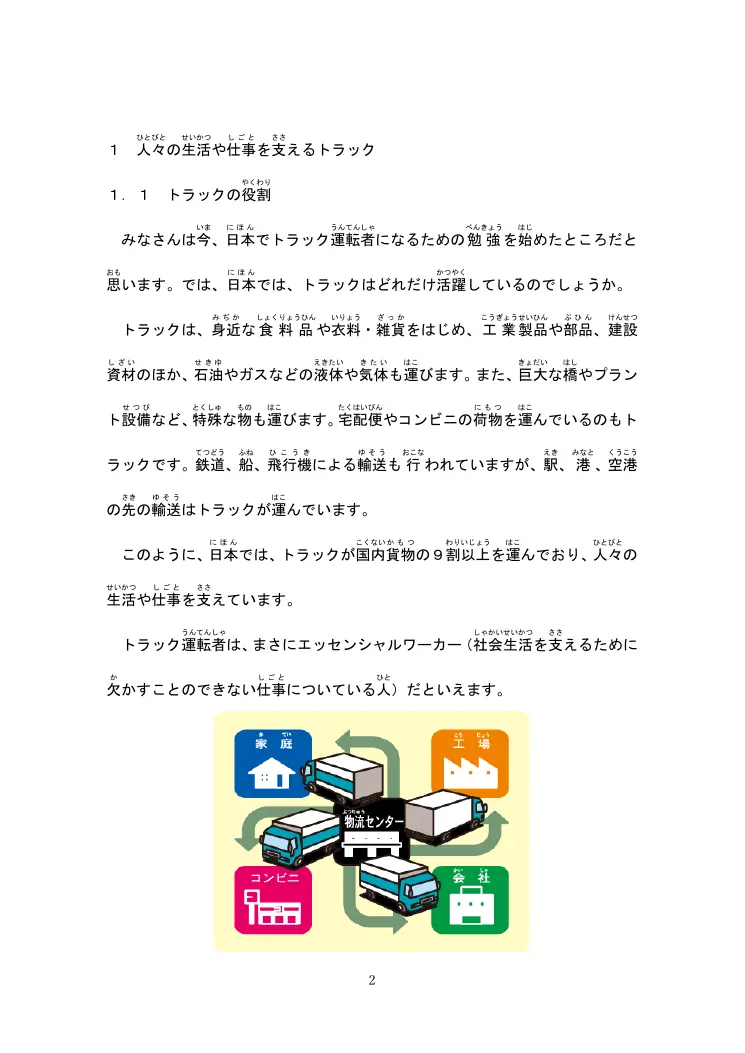 １　人々の生活や仕事を支えるトラック
１．１　トラックの役割
みなさんは今、日本でトラック運転者になるための勉強を始めたところだと
思います。では、日本では、トラックはどれだけ活躍しているのでしょうか。
トラックは、身近な食料品や衣料・雑貨をはじめ、工業製品や部品、建設
資材のほか、石油やガスなどの液体や気体も運びます。また、巨大な橋やプラン
ト設備など、特殊な物も運びます。宅配便やコンビニの荷物を運んでいるのもト
ラックです。鉄道、船、飛行機による輸送も行われていますが、駅、港、空港
の先の輸送はトラックが運んでいます。
このように、日本では、トラックが国内貨物の９割以上を運んでおり、人々の
生活や仕事を支えています。
トラック運転者は、まさにエッセンシャルワーカー（社会生活を支えるために
欠かすことのできない仕事についている人）だといえます。
家庭
工場
物流センター
コンビニ
会社
2